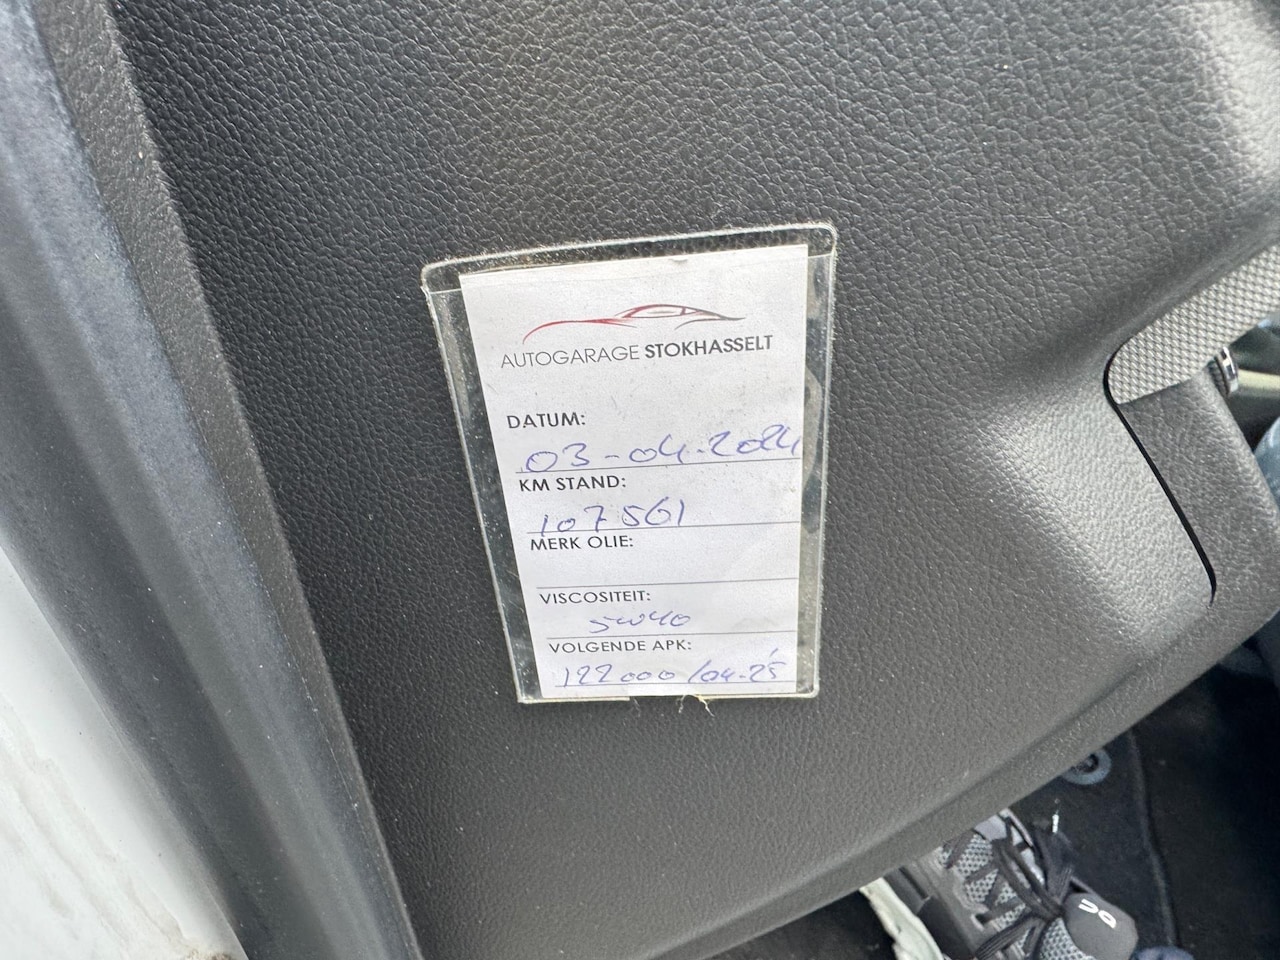 AUTOGARAGE STOKHASSELT
DATUM:
03-04-2024
KM STAND:
107561
MERK OLIE:
VISCOSITEIT:
5W40
VOLGENDE APK:
122000/04-25